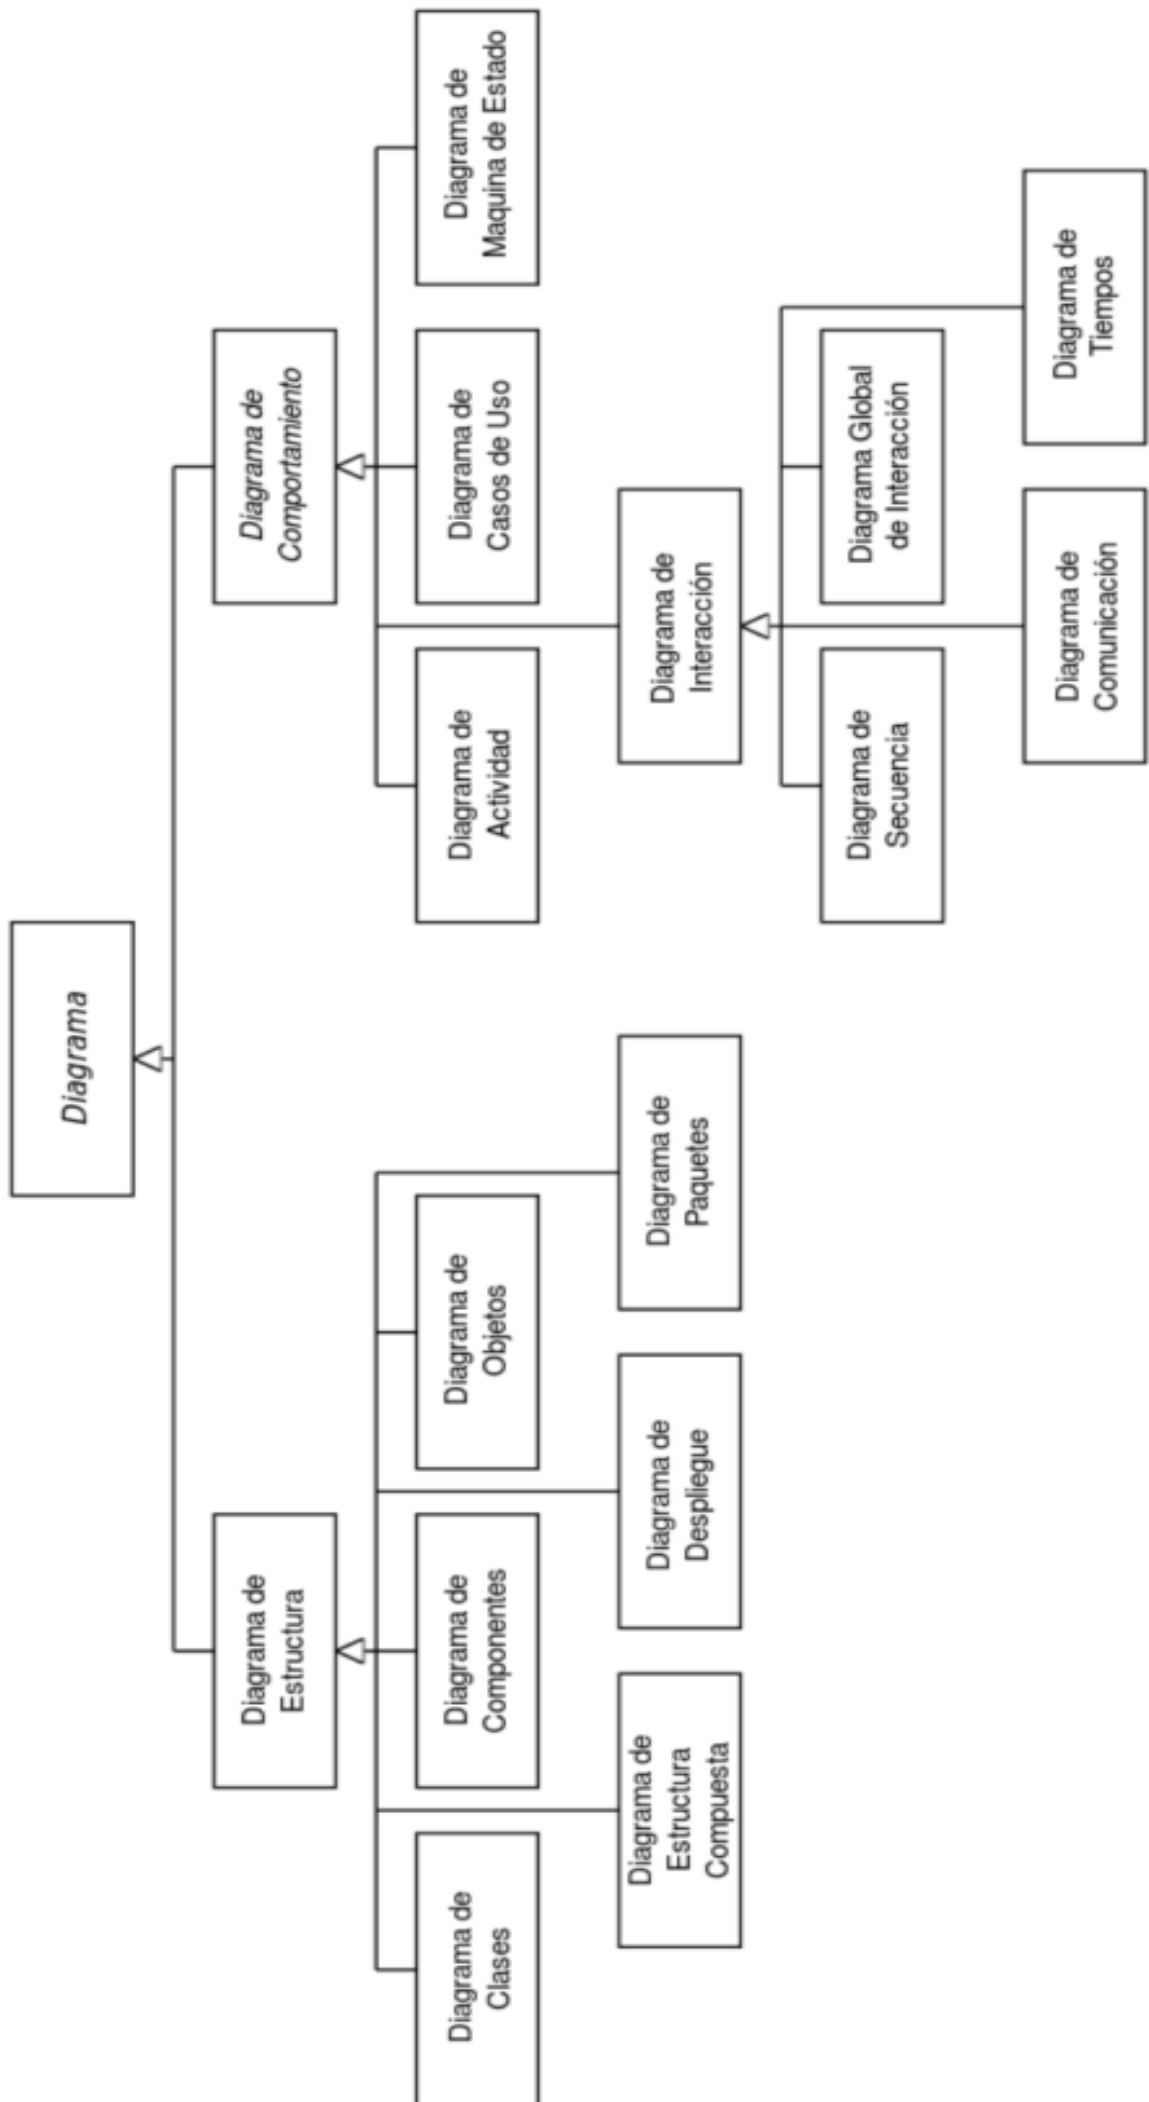 Diagrama
Diagrama de
Estructura
Diagrama de
Comportamiento
Diagrama de
Clases
Diagrama de
Componentes
Diagrama de
Objetos
Diagrama de
Actividad
Diagrama de
Casos de Uso
Diagrama de
Maquina de Estado
Diagrama de
Estructura
Compuesta
Diagrama de
Despliegue
Diagrama de
Paquetes
Diagrama de
Interacción
Diagrama de
Secuencia
Diagrama Global
de Interacción
Diagrama de
Comunicación
Diagrama de
Tiempos